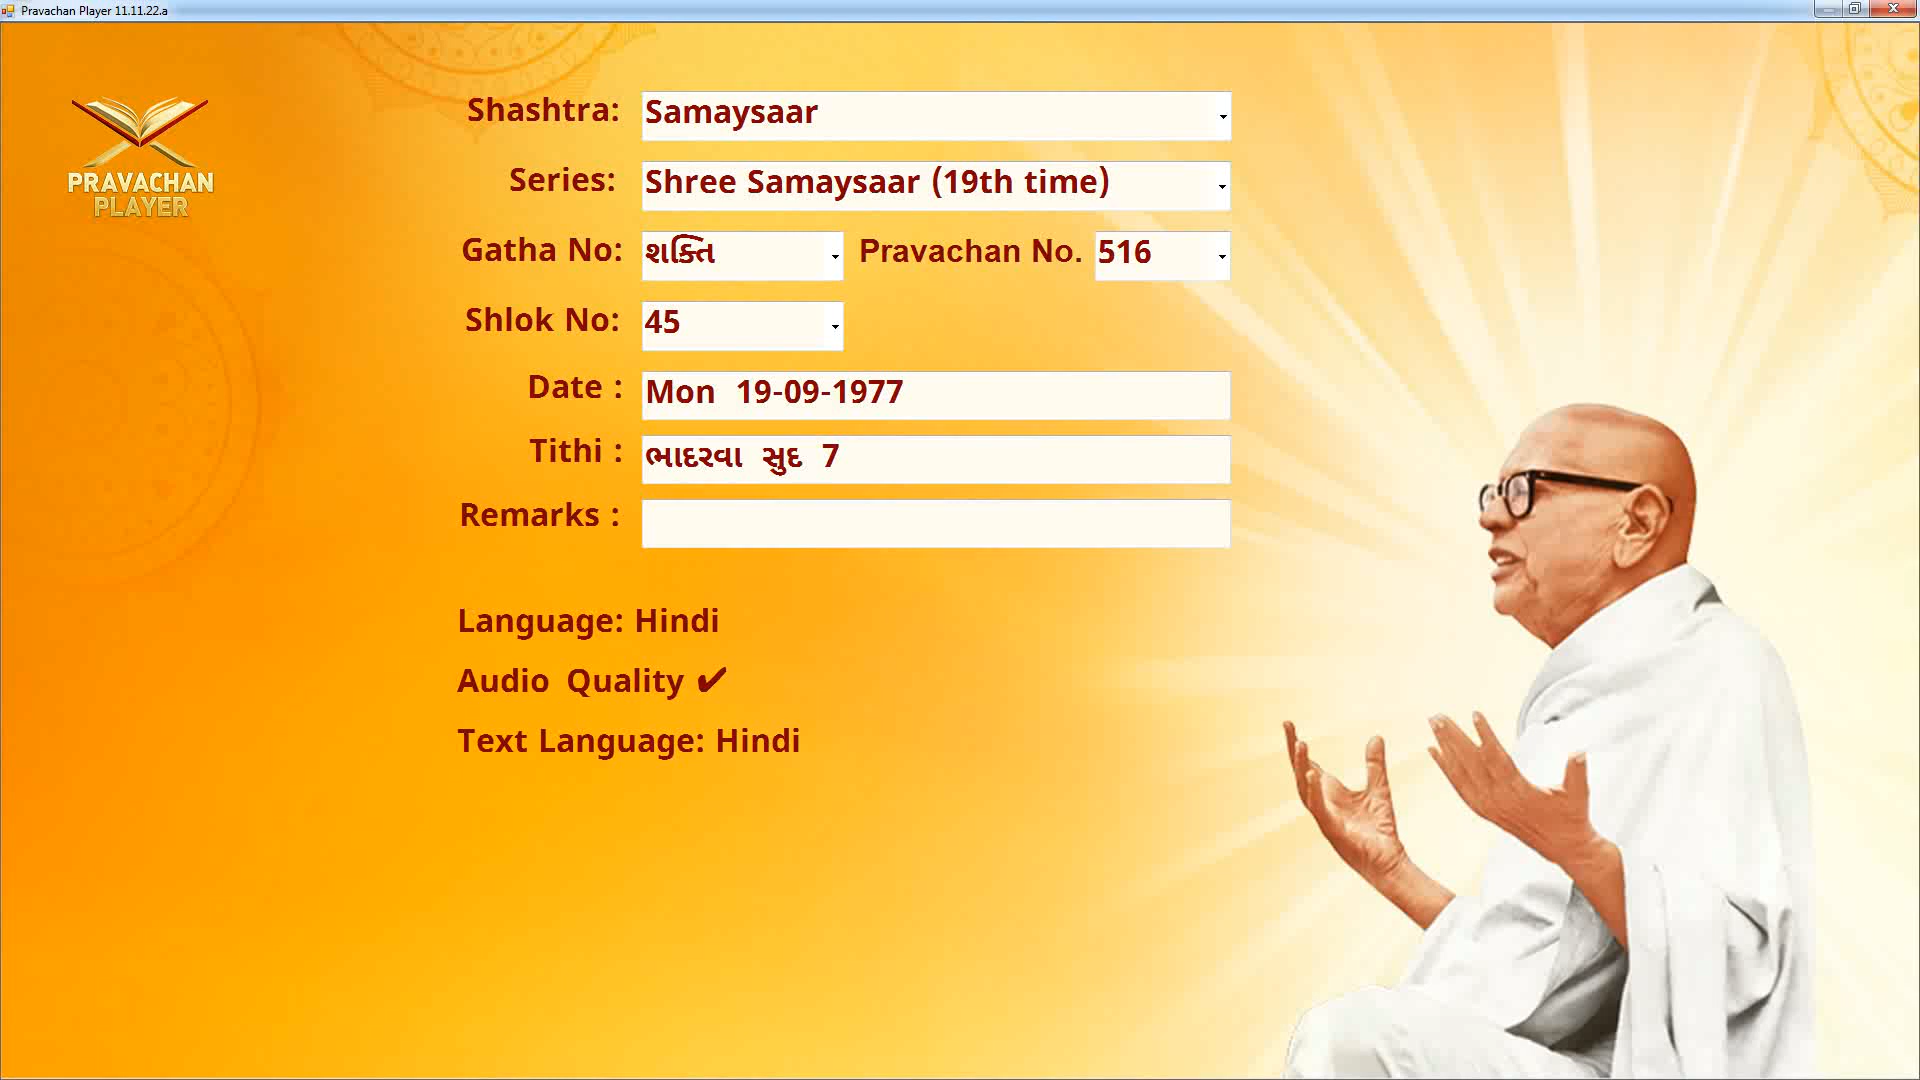 Pravachan Player 11.11.22.a
PRAVACHAN
PLAYER
Shashtra: Samaysaar
Series: Shree Samaysaar (19th time)
Gatha No: શક્તિ Pravachan No. 516
Shlok No: 45
Date : Mon 19-09-1977
Tithi : ભાદરવા સુદ 7
Remarks :
Language: Hindi
Audio Quality ✔
Text Language: Hindi